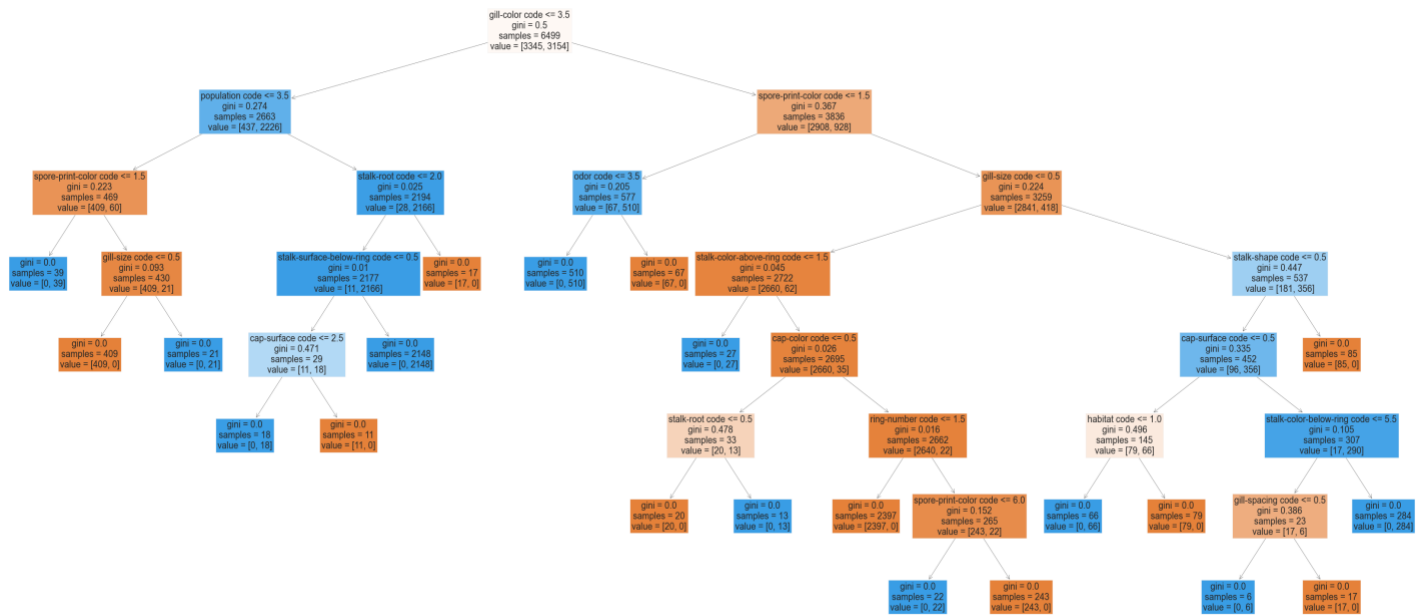 gill-color code <= 3.5
gini = 0.5
samples = 6499
value = [3345, 3154]
population code <= 3.5
gini = 0.274
samples = 2663
value = [437, 2226]
spore-print-color code <= 1.5
gini = 0.367
samples = 3836
value = [2908, 928]
spore-print-color code <= 1.5
gini = 0.223
samples = 469
value = [409, 60]
stalk-root code <= 2.0
gini = 0.025
samples = 2194
value = [28, 2166]
odor code <= 3.5
gini = 0.205
samples = 577
value = [67, 510]
gill-size code <= 0.5
gini = 0.224
samples = 3259
value = [2841, 418]
gini = 0.0
samples = 39
value = [0, 39]
gill-size code <= 0.5
gini = 0.093
samples = 430
value = [409, 21]
stalk-surface-below-ring code <= 0.5
gini = 0.01
samples = 2177
value = [11, 2166]
gini = 0.0
samples = 17
value = [17, 0]
gini = 0.0
samples = 510
value = [0, 510]
gini = 0.0
samples = 67
value = [67, 0]
stalk-color-above-ring code <= 1.5
gini = 0.045
samples = 2722
value = [2660, 62]
stalk-shape code <= 0.5
gini = 0.447
samples = 537
value = [181, 356]
gini = 0.0
samples = 409
value = [409, 0]
gini = 0.0
samples = 21
value = [0, 21]
cap-surface code <= 2.5
gini = 0.471
samples = 29
value = [11, 18]
gini = 0.0
samples = 2148
value = [0, 2148]
gini = 0.0
samples = 27
value = [0, 27]
cap-color code <= 0.5
gini = 0.026
samples = 2695
value = [2660, 35]
cap-surface code <= 0.5
gini = 0.335
samples = 452
value = [96, 356]
gini = 0.0
samples = 85
value = [85, 0]
gini = 0.0
samples = 18
value = [0, 18]
gini = 0.0
samples = 11
value = [11, 0]
stalk-root code <= 0.5
gini = 0.478
samples = 33
value = [20, 13]
ring-number code <= 1.5
gini = 0.016
samples = 2662
value = [2640, 22]
habitat code <= 1.0
gini = 0.496
samples = 145
value = [79, 66]
stalk-color-below-ring code <= 5.5
gini = 0.105
samples = 307
value = [17, 290]
gini = 0.0
samples = 20
value = [20, 0]
gini = 0.0
samples = 13
value = [0, 13]
gini = 0.0
samples = 2397
value = [2397, 0]
spore-print-color code <= 6.0
gini = 0.152
samples = 265
value = [243, 22]
gini = 0.0
samples = 66
value = [0, 66]
gini = 0.0
samples = 79
value = [79, 0]
gill-spacing code <= 0.5
gini = 0.386
samples = 23
value = [17, 6]
gini = 0.0
samples = 284
value = [0, 284]
gini = 0.0
samples = 22
value = [0, 22]
gini = 0.0
samples = 243
value = [243, 0]
gini = 0.0
samples = 6
value = [0, 6]
gini = 0.0
samples = 17
value = [17, 0]